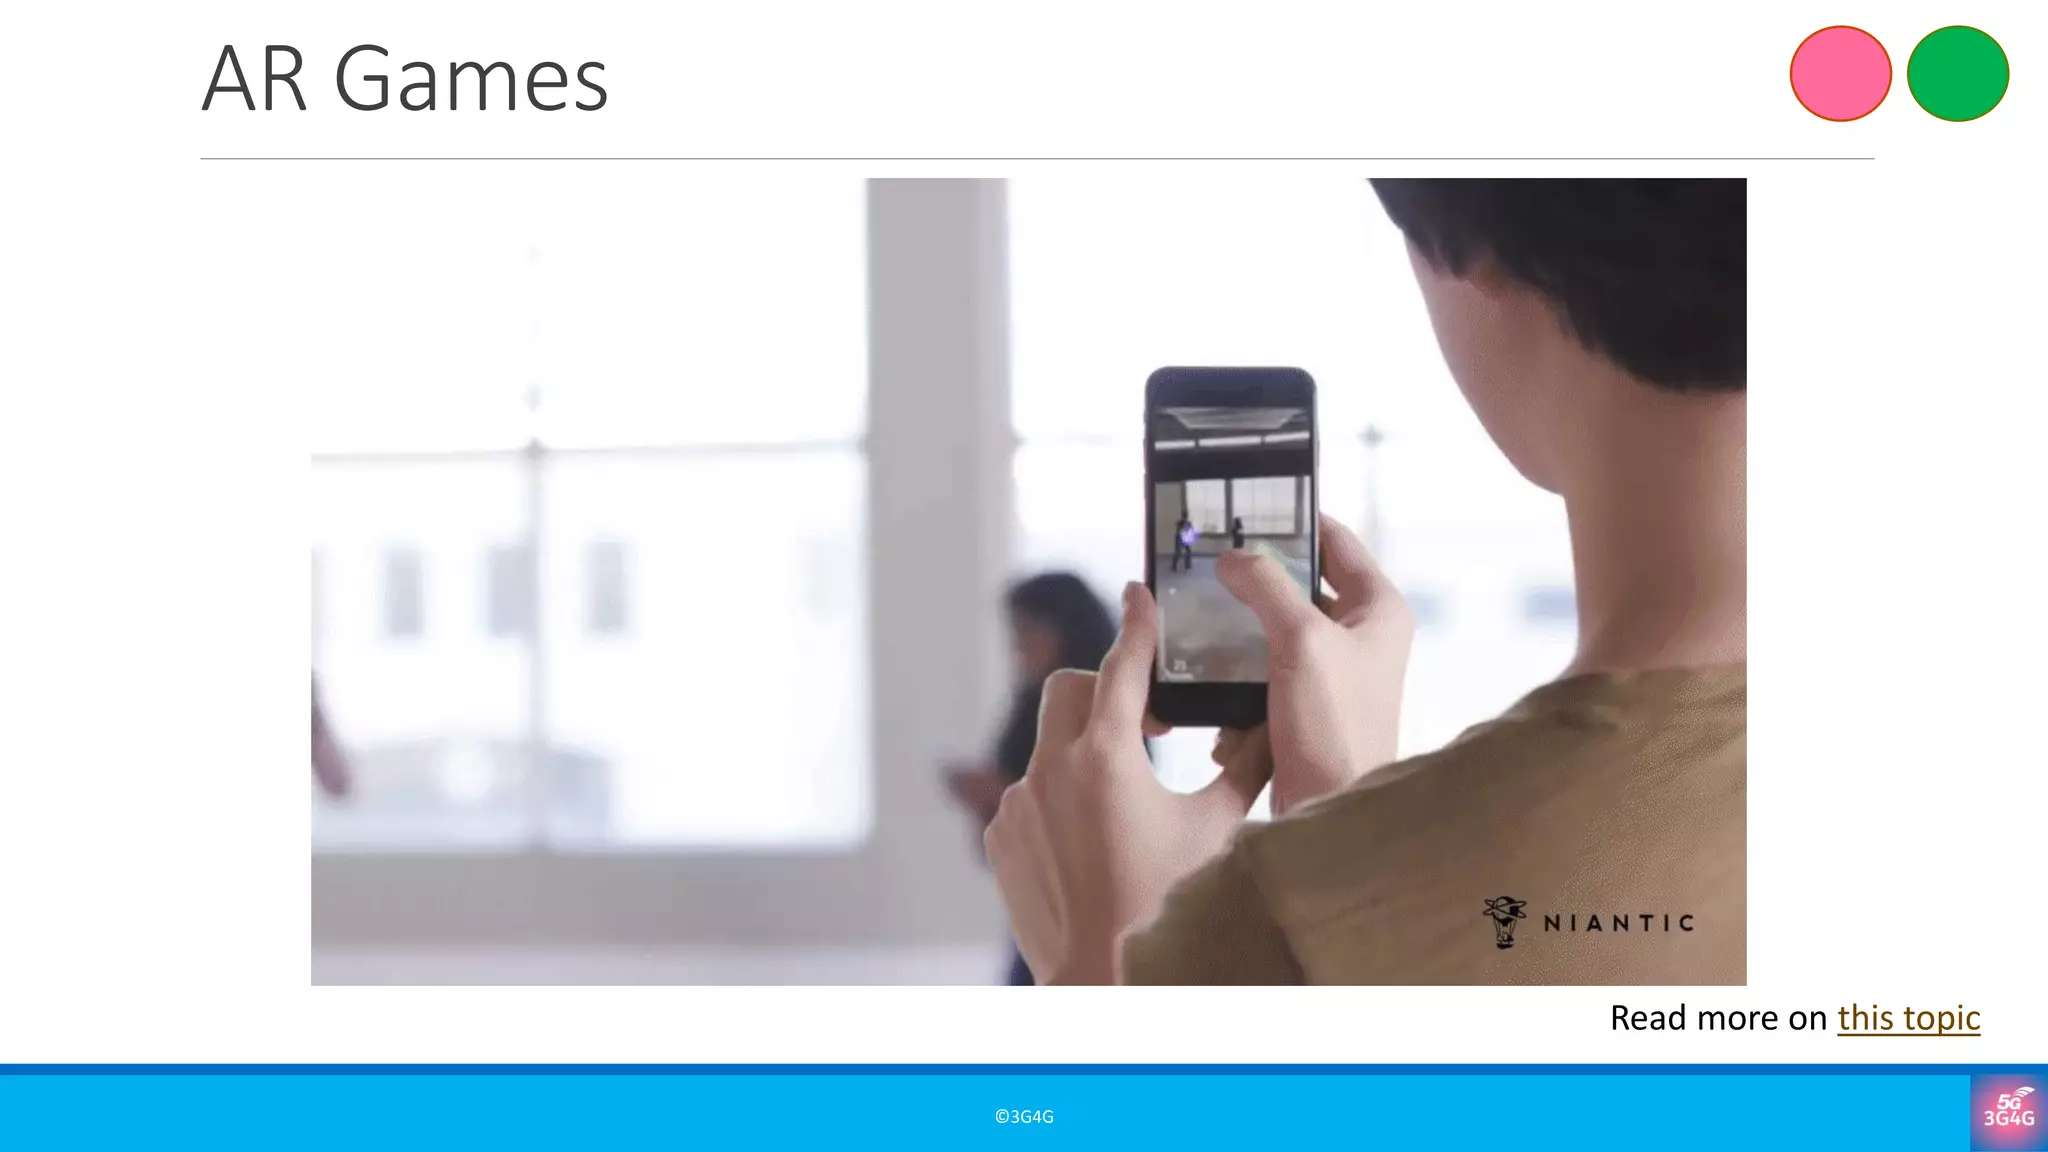 AR Games
NIANTIC
Read more on this topic
©3G4G
5G
3G4G